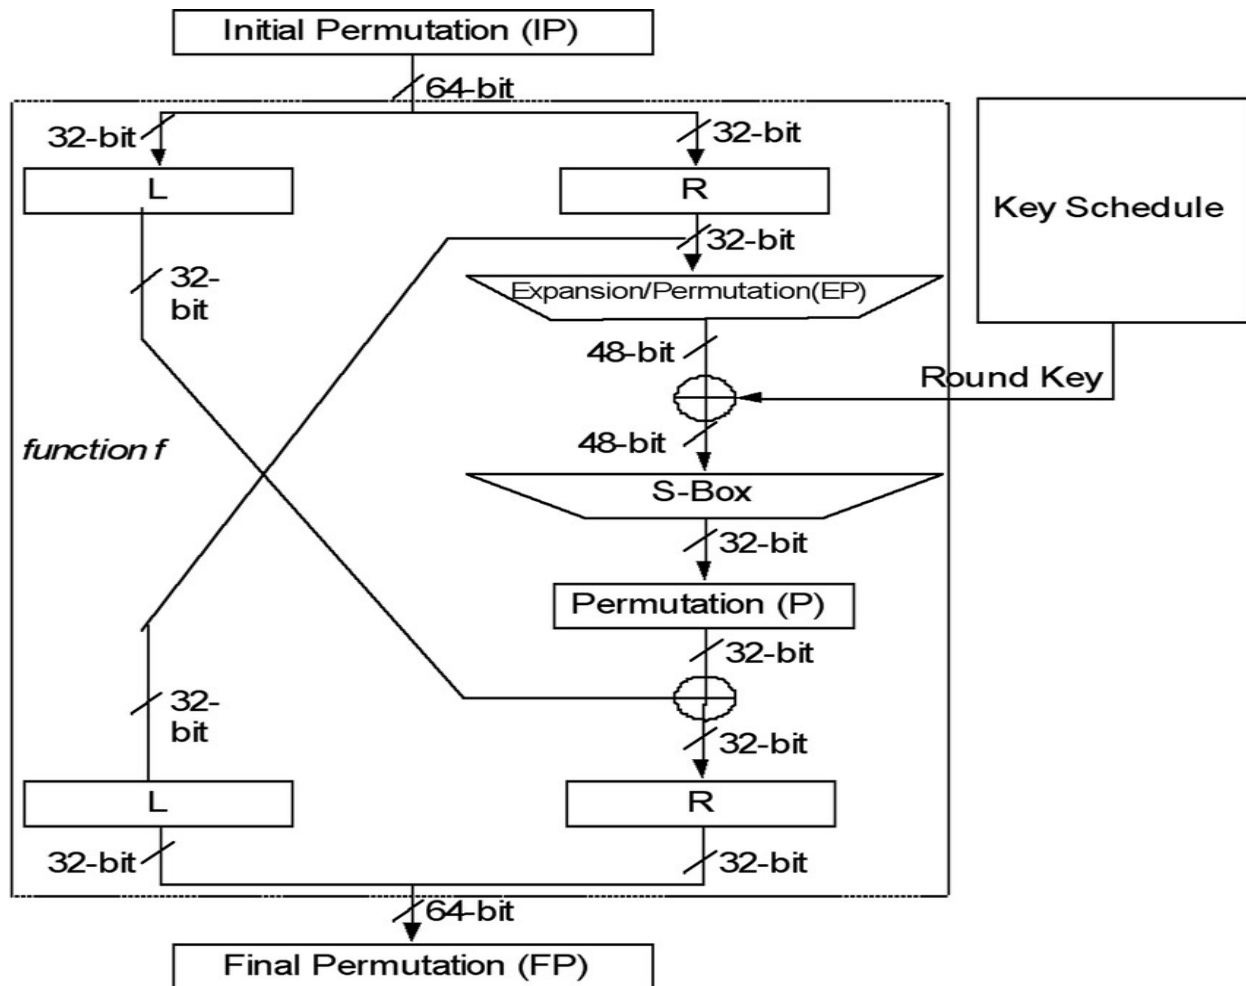 Initial Permutation (IP)
64-bit
32-bit
32-bit
L
R
Key Schedule
32-bit
32-
bit
Expansion/Permutation(EP)
48-bit
Round Key
function f
48-bit
S-Box
32-bit
Permutation (P)
32-bit
32-
bit
32-bit
L
R
32-bit
32-bit
64-bit
Final Permutation (FP)